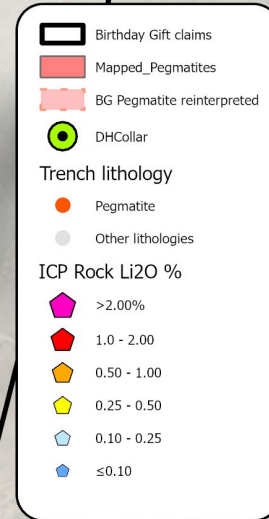 Birthday Gift claims
Mapped_Pegmatites
BG Pegmatite reinterpreted
DHCollar
Trench lithology
Pegmatite
Other lithologies
ICP Rock Li2O %
>2.00%
1.0 - 2.00
0.50 - 1.00
0.25 - 0.50
0.10 - 0.25
≤0.10